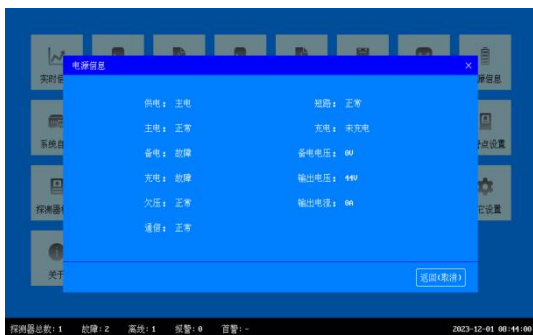 实时信
电源信息 ×
源信息
供电: 主电 短路: 正常
主电: 正常 充电: 未充电
系统自
点设置
备电: 故障 备电电压: 0V
充电: 故障 输出电压: 44V
欠压: 正常 输出电流: 0A
探测器
它设置
通信: 正常
关于
返回(取消)
探测器总数: 1 故障: 2 离线: 1 报警: 0 首警: - 2023-12-01 08:44:00